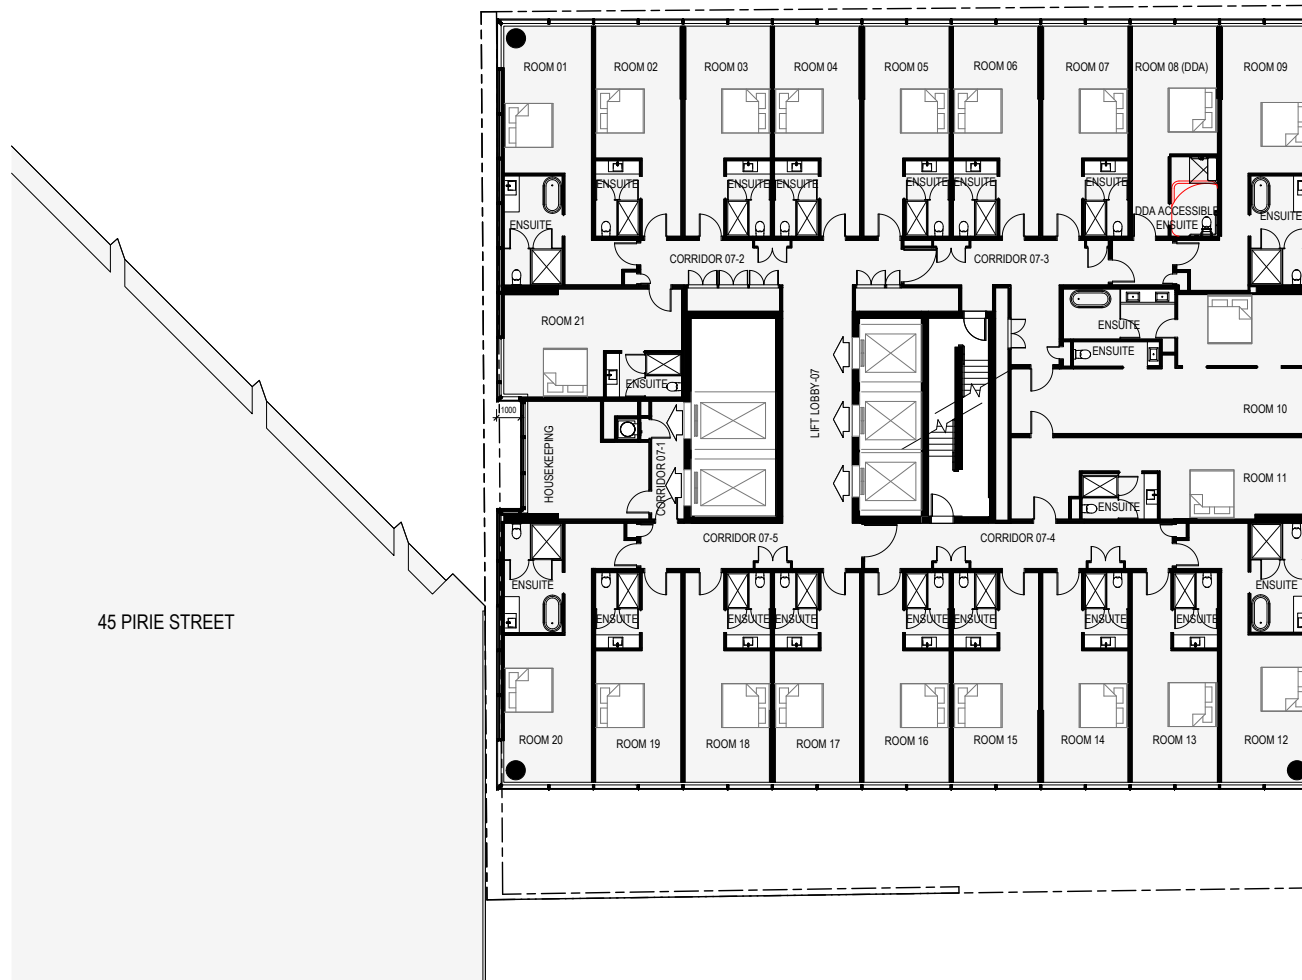 ROOM 01
ROOM 02
ROOM 03
ROOM 04
ROOM 05
ROOM 06
ROOM 07
ROOM 08 (DDA)
ROOM 09
ENSUITE
ENSUITE
ENSUITE
ENSUITE
ENSUITE
ENSUITE
ENSUITE
DDA ACCESSIBLE
ENSUITE
ENSUITE
CORRIDOR 07-2
CORRIDOR 07-3
ROOM 21
ENSUITE
ENSUITE
ENSUITE
LIFT LOBBY-07
1000
HOUSEKEEPING
CORRIDOR 07-1
ROOM 10
ROOM 11
ENSUITE
CORRIDOR 07-5
CORRIDOR 07-4
ENSUITE
ENSUITE
ENSUITE
ENSUITE
ENSUITE
ENSUITE
ENSUITE
ENSUITE
ENSUITE
45 PIRIE STREET
ROOM 20
ROOM 19
ROOM 18
ROOM 17
ROOM 16
ROOM 15
ROOM 14
ROOM 13
ROOM 12